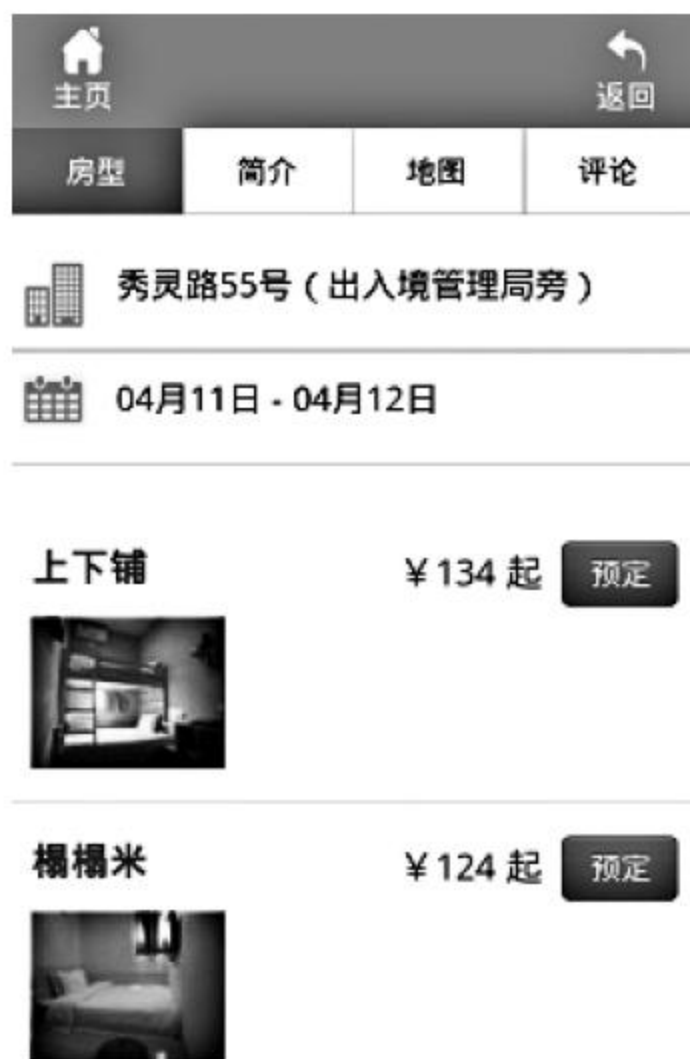 主页 返回
房型 简介 地图 评论
秀灵路55号（出入境管理局旁）
04月11日 - 04月12日
上下铺 ￥134 起 预定
榻榻米 ￥124 起 预定